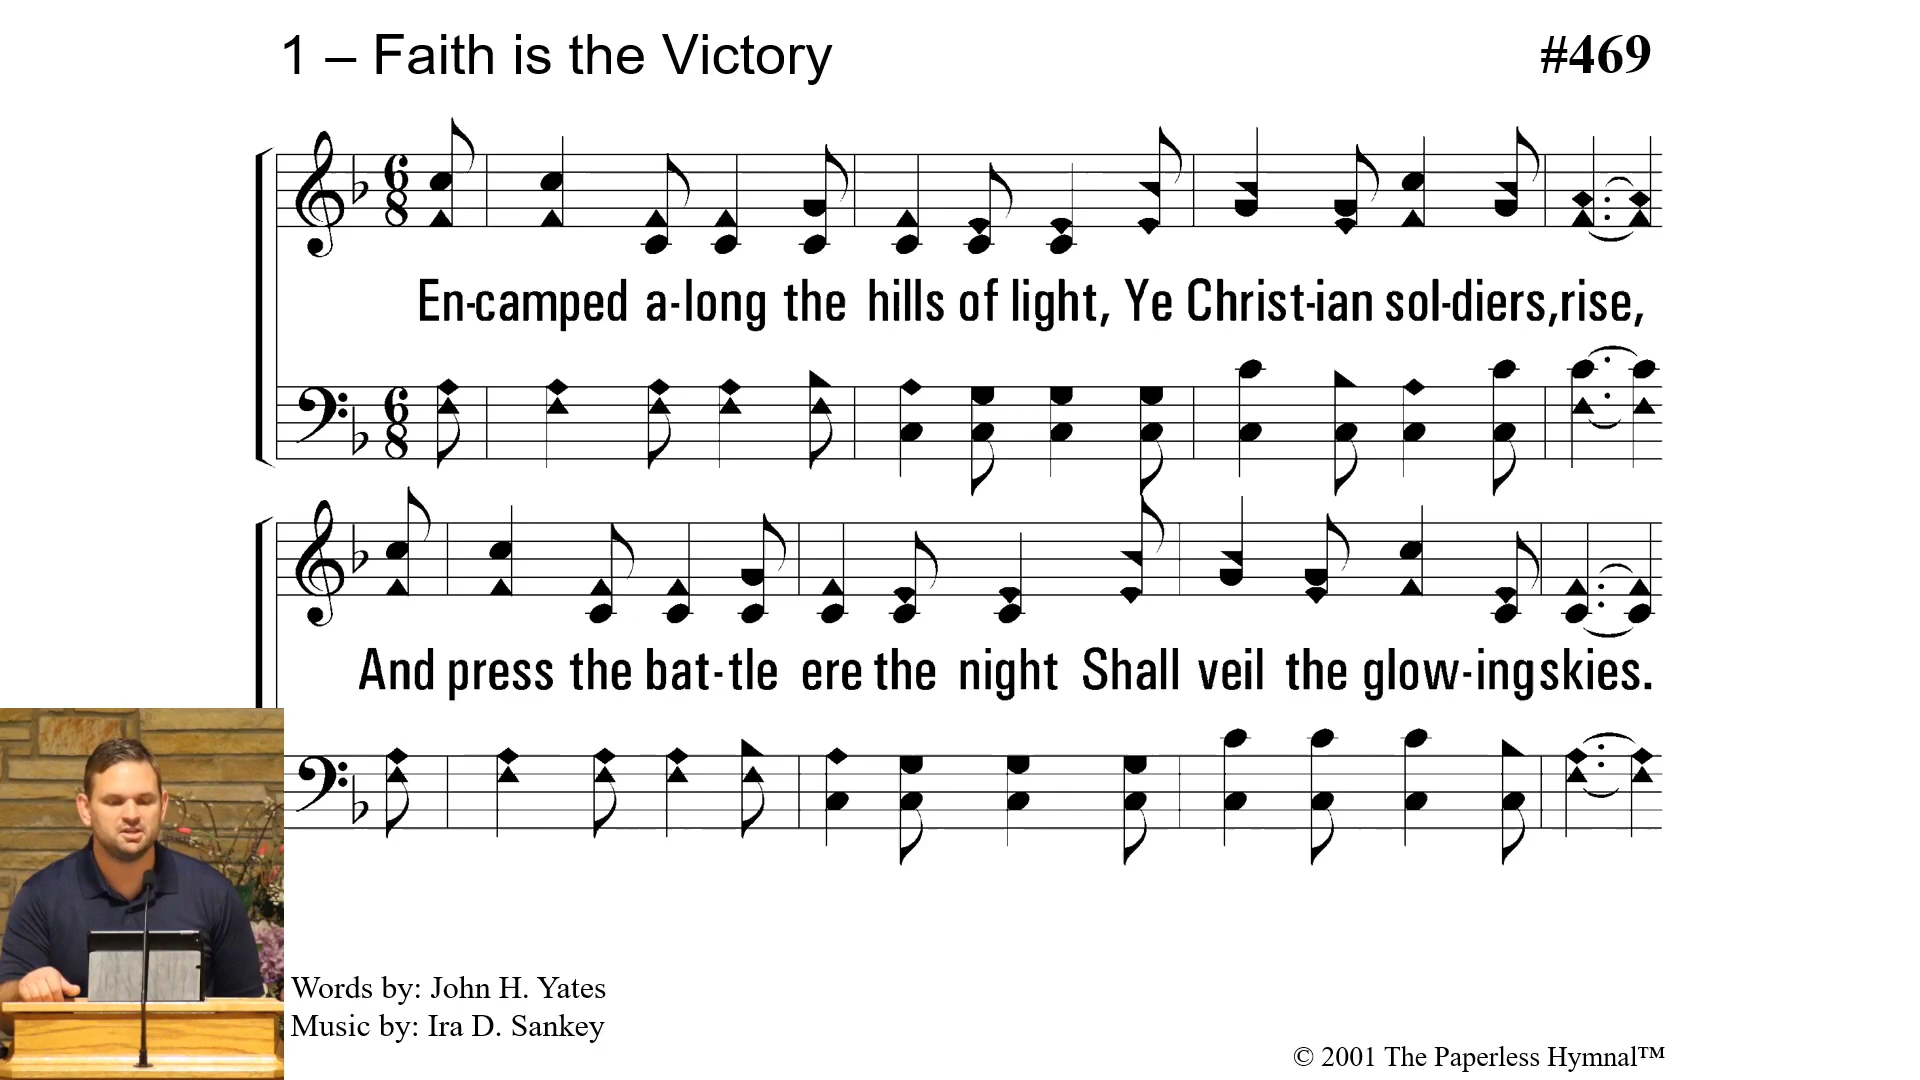 1 – Faith is the Victory
#469
En-camped a-long the hills of light, Ye Christ-ian sol-diers,rise,
And press the bat-tle ere the night Shall veil the glow-ing skies.
Words by: John H. Yates
Music by: Ira D. Sankey
© 2001 The Paperless Hymnal™